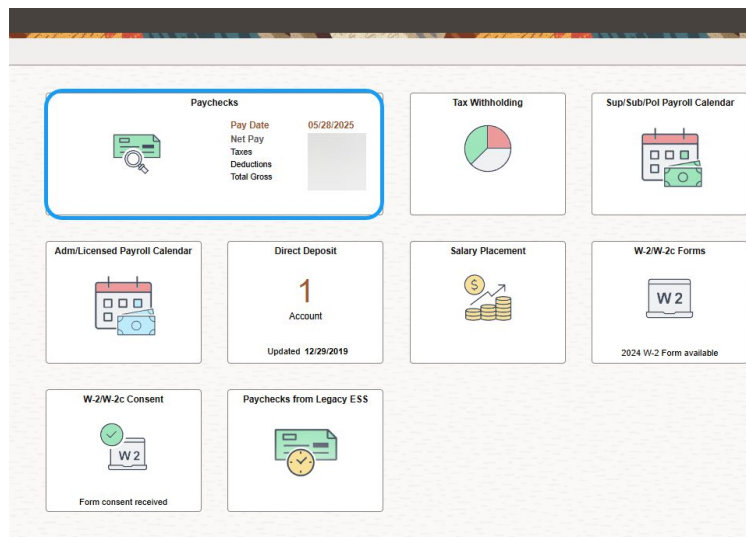 Paychecks
Pay Date 05/28/2025
Net Pay
Taxes
Deductions
Total Gross
Tax Withholding
Sup/Sub/Pol Payroll Calendar
Adm/Licensed Payroll Calendar
Direct Deposit
1
Account
Updated 12/29/2019
Salary Placement
$
W-2/W-2c Forms
W2
2024 W-2 Form available
W-2/W-2c Consent
W2
Form consent received
Paychecks from Legacy ESS